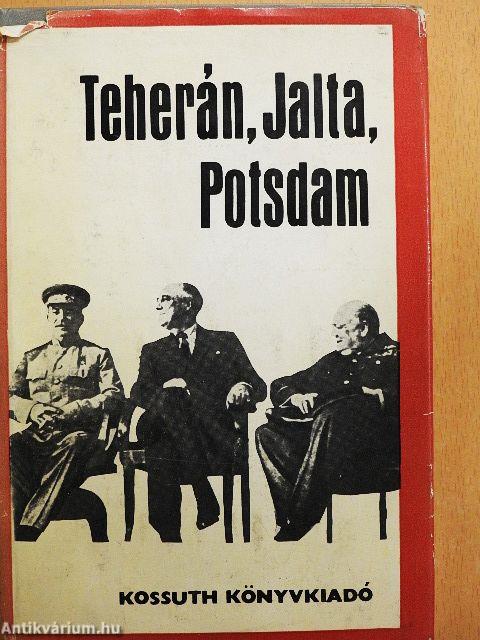 Teherán, Jalta,
Potsdam
KOSSUTH KÖNYVKIADÓ
Antikvárium.hu